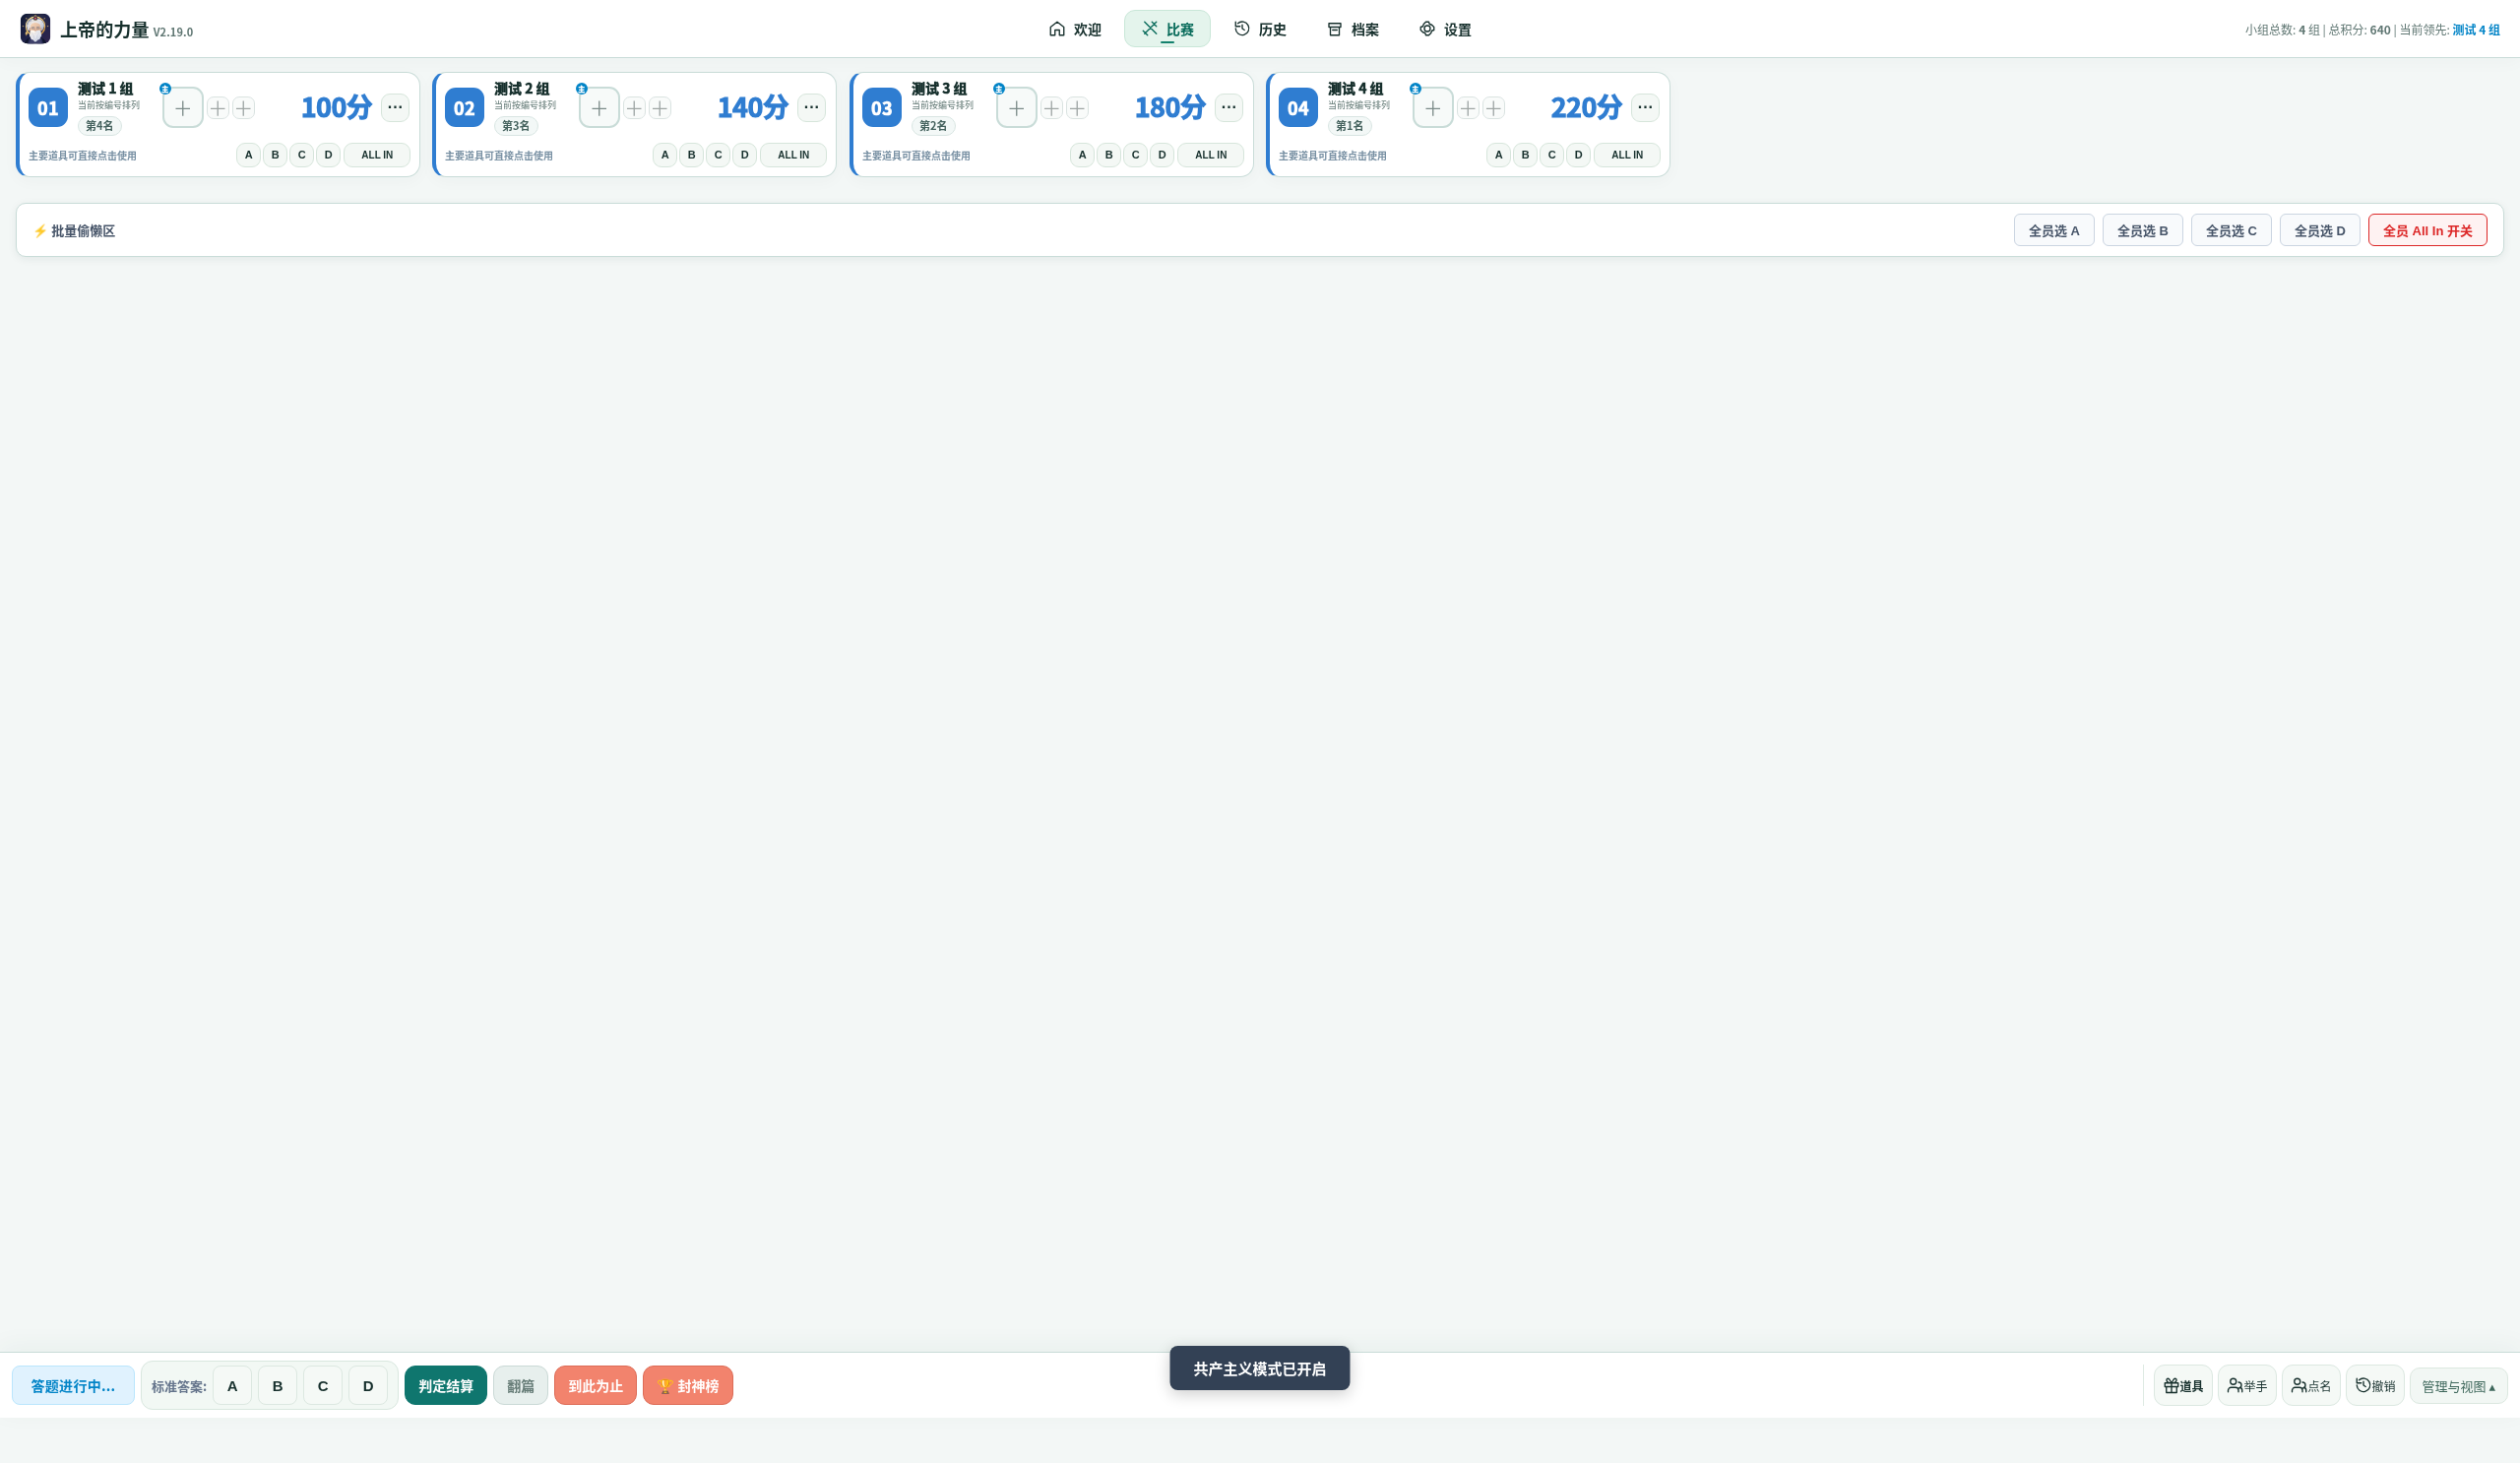 上帝的力量 V2.19.0
欢迎
比赛
历史
档案
设置
小组总数: 4 组 | 总积分: 640 | 当前领先: 测试 4 组
01
测试 1 组
当前按编号排列
第4名
主
100分
...
主要道具可直接点击使用
A B C D ALL IN
02
测试 2 组
当前按编号排列
第3名
主
140分
...
主要道具可直接点击使用
A B C D ALL IN
03
测试 3 组
当前按编号排列
第2名
主
180分
...
主要道具可直接点击使用
A B C D ALL IN
04
测试 4 组
当前按编号排列
第1名
主
220分
...
主要道具可直接点击使用
A B C D ALL IN
⚡批量偷懒区
全员选 A
全员选 B
全员选 C
全员选 D
全员 All In 开关
共产主义模式已开启
答题进行中...
标准答案: A B C D
判定结算
翻篇
到此为止
🏆 封神榜
道具
举手
点名
撤销
管理与视图 ▴